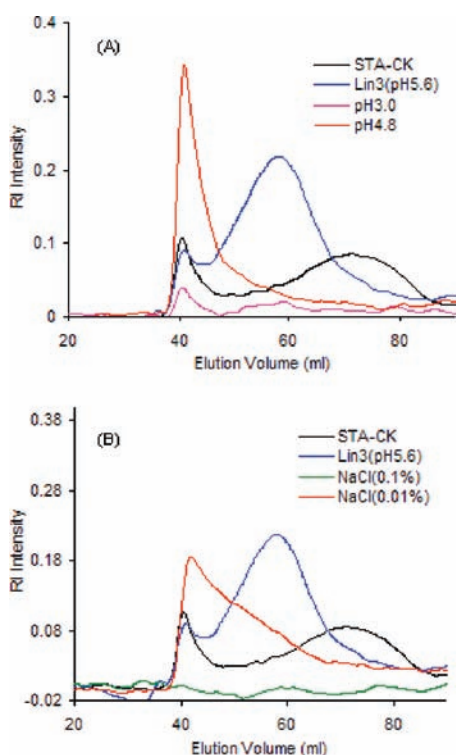 (A)
STA-CK
Lin3(pH5.6)
pH3.0
pH4.8
RI Intensity
0.4
0.3
0.2
0.1
0
20 40 60 80
Elution Volume (ml)
(B)
STA-CK
Lin3(pH5.6)
NaCl(0.1%)
NaCl(0.01%)
RI Intensity
0.38
0.28
0.18
0.08
-0.02
20 40 60 80
Elution Volume (ml)